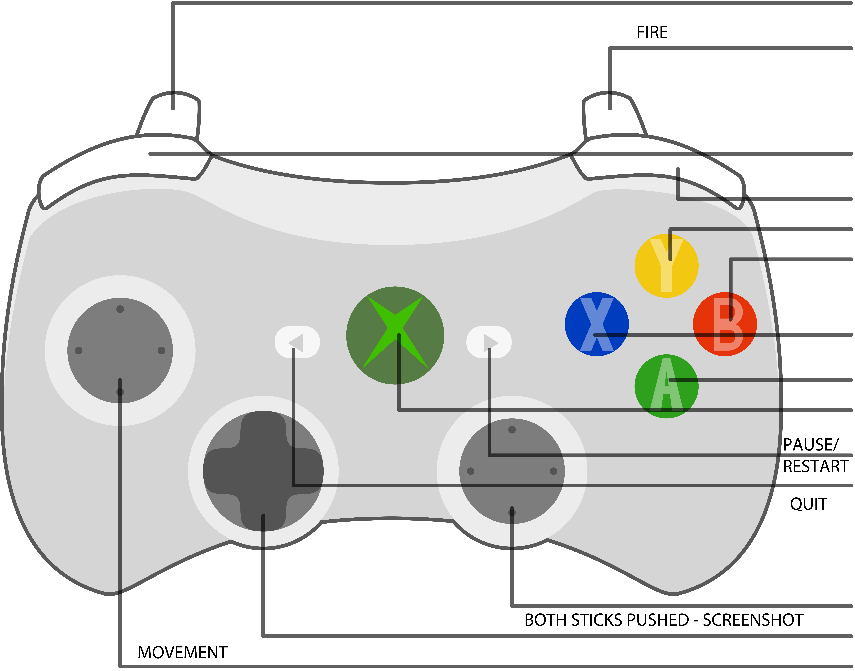 FIRE
Y
X
B
A
PAUSE/
RESTART
QUIT
BOTH STICKS PUSHED - SCREENSHOT
MOVEMENT